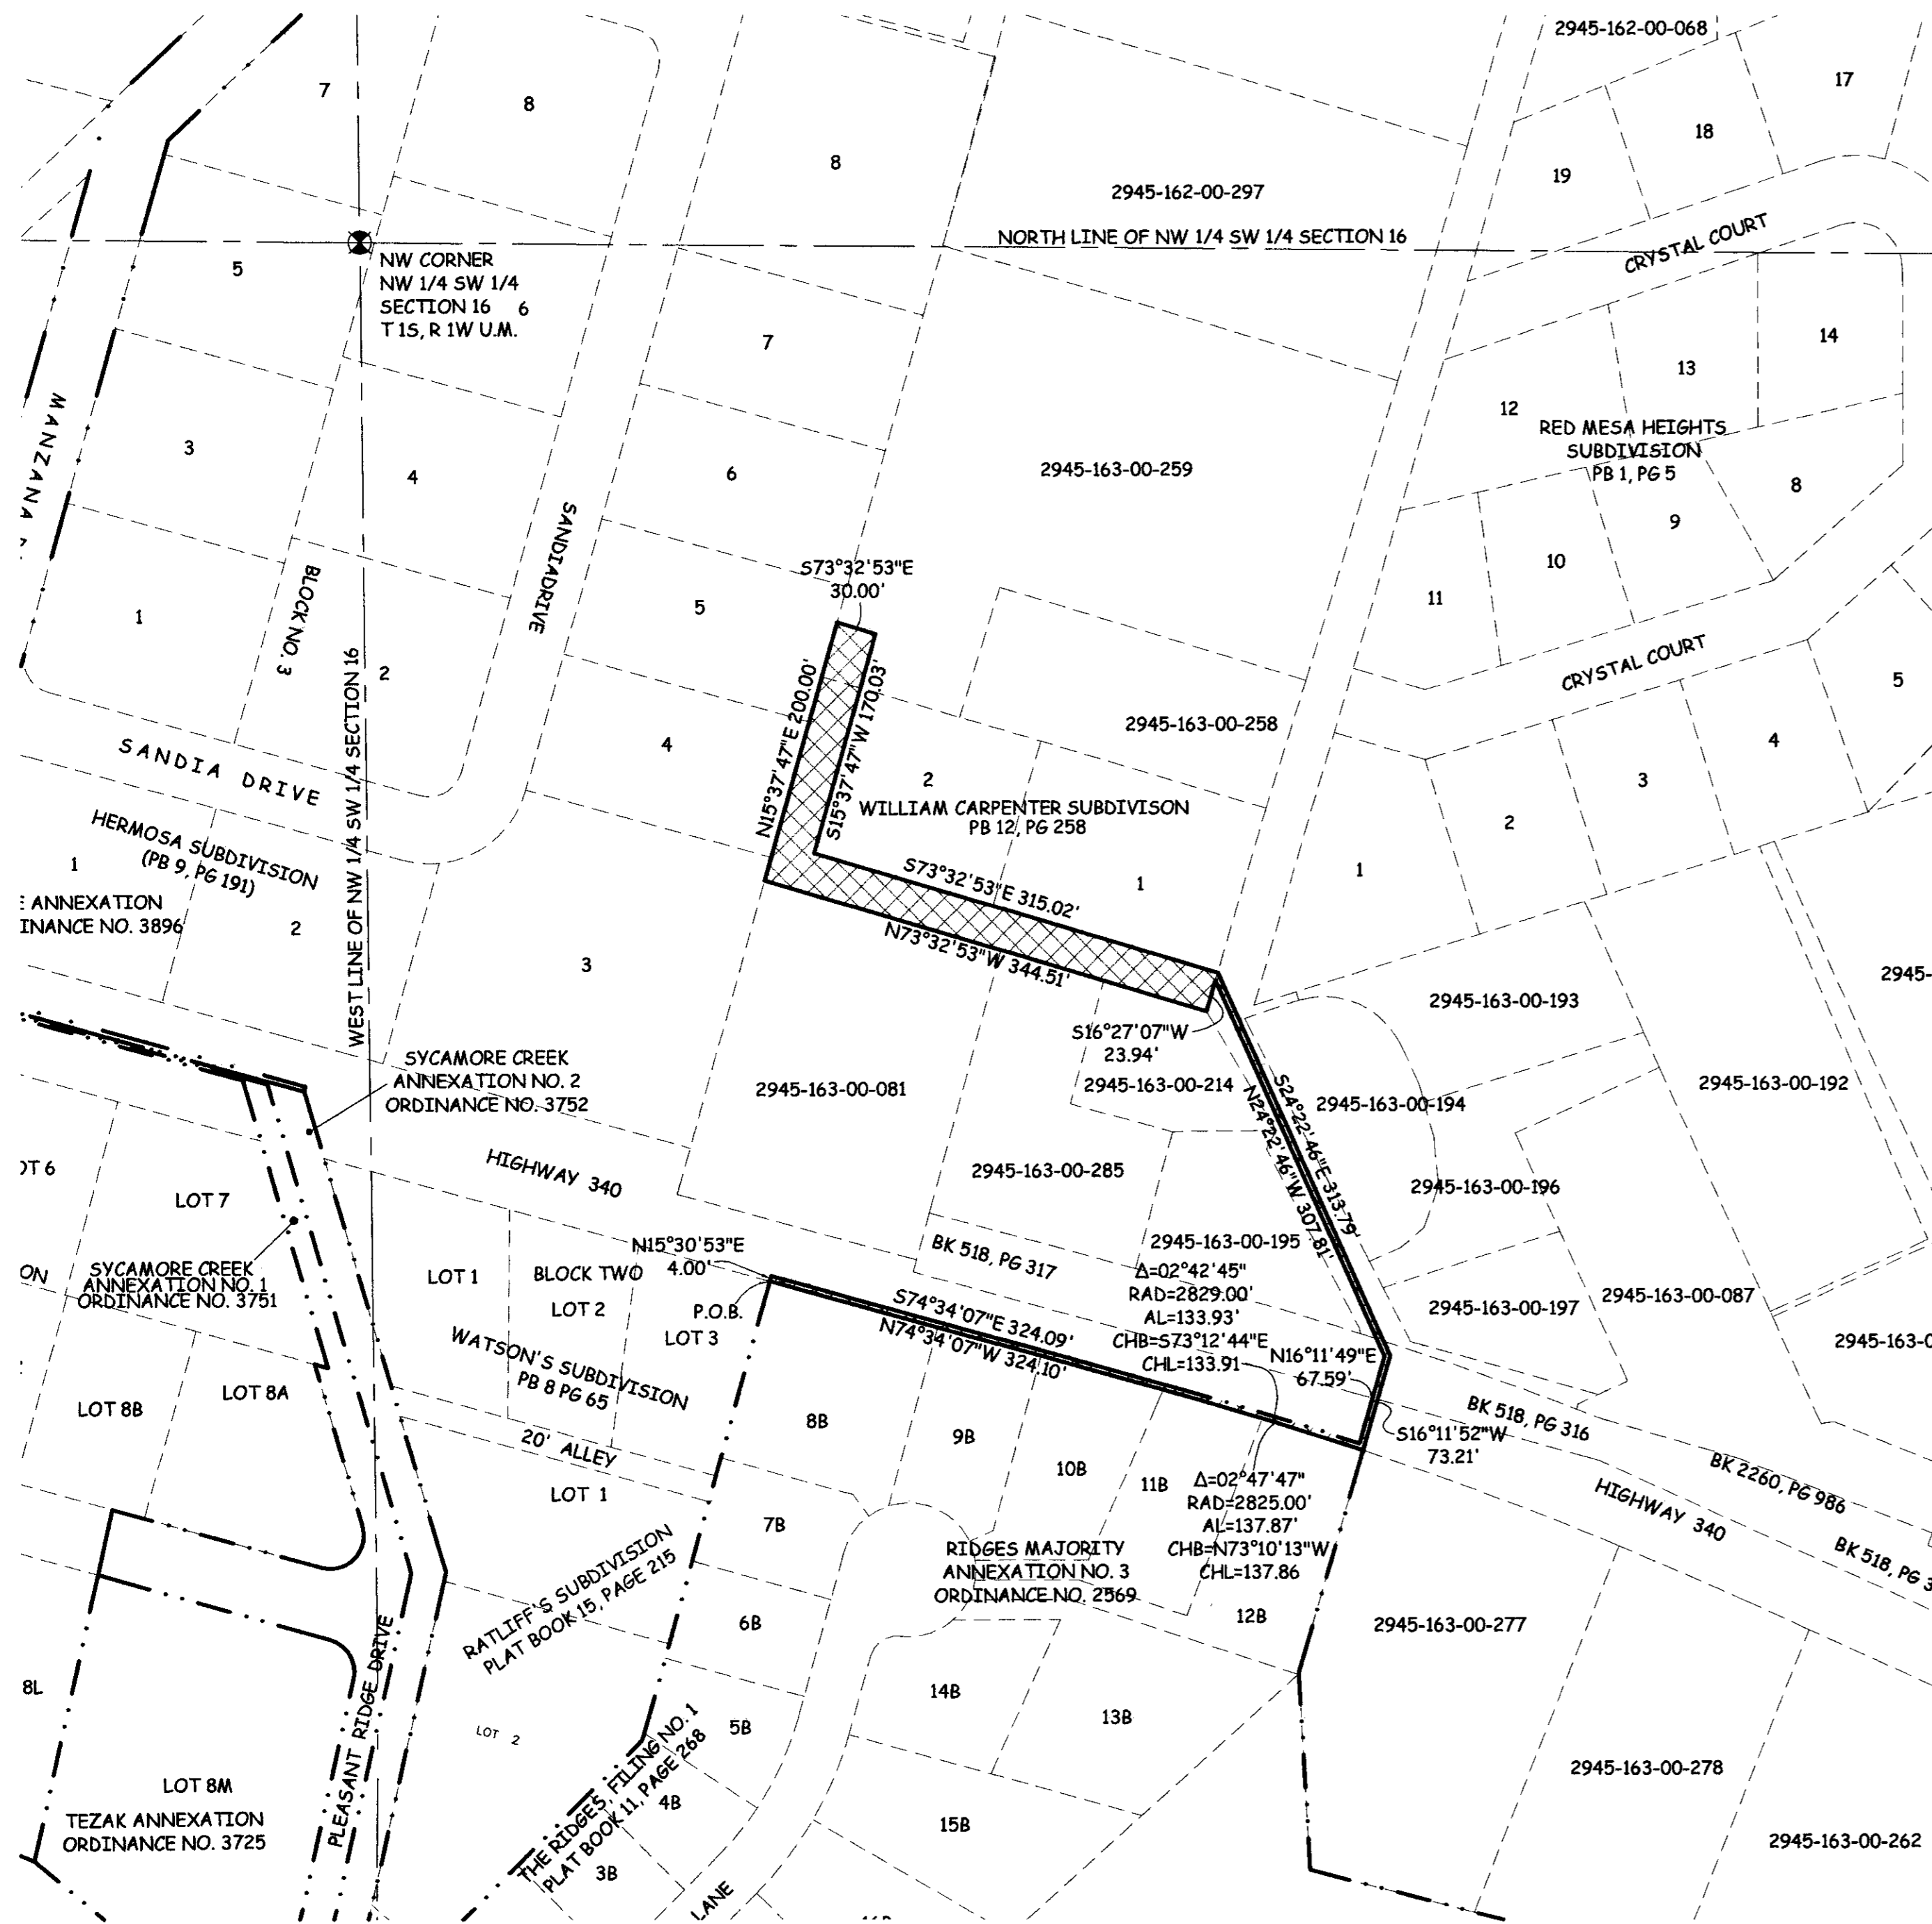 2945-162-00-068
7
8
8
17
18
19
2945-162-00-297
NORTH LINE OF NW 1/4 SW 1/4 SECTION 16
CRYSTAL COURT
5
NW CORNER
NW 1/4 SW 1/4
SECTION 16
6
T 1S, R 1W U.M.
7
14
13
12
RED MESA HEIGHTS
SUBDIVISION
PB 1, PG 5
MANZANA
3
4
6
2945-163-00-259
8
9
10
11
SANDIA DRIVE
BLOCK NO. 3
1
2
5
S73°32'53"E
30.00'
CRYSTAL COURT
5
4
3
2
1
WEST LINE OF NW 1/4 SW 1/4 SECTION 16
N15°37'47"E 200.00'
S15°37'47"W 170.03'
4
2945-163-00-258
2
WILLIAM CARPENTER SUBDIVISON
PB 12, PG 258
1
SANDIA DRIVE
HERMOSA SUBDIVISION
(PB 9, PG 191)
1
E ANNEXATION
INANCE NO. 3896
2
3
S73°32'53"E 315.02'
N73°32'53"W 344.51'
2945-
2945-163-00-193
S16°27'07"W
23.94'
2945-163-00-214
SYCAMORE CREEK
ANNEXATION NO. 2
ORDINANCE NO. 3752
2945-163-00-081
S24°22'46"E 313.79'
N24°22'46"W 307.81'
2945-163-00-194
2945-163-00-192
HIGHWAY 340
2945-163-00-285
2945-163-00-196
OT 6
LOT 7
SYCAMORE CREEK
ANNEXATION NO. 1
ORDINANCE NO. 3751
ON
N15°30'53"E
4.00'
BK 518, PG 317
2945-163-00-195
LOT 1
BLOCK TWO
LOT 2
P.O.B.
LOT 3
Δ=02°42'45"
RAD=2829.00'
AL=133.93'
CHB=S73°12'44"E
CHL=133.91
2945-163-00-197
2945-163-00-087
2945-163-0
S74°34'07"E 324.09'
N74°34'07"W 324.10'
N16°11'49"E
67.59'
WATSON'S SUBDIVISION
PB 8 PG 65
LOT 8B
LOT 8A
20' ALLEY
LOT 1
8B
9B
10B
11B
BK 518, PG 316
S16°11'52"W
73.21'
BK 2260, PG 986
HIGHWAY 340
BK 518, PG 3
Δ=02°47'47"
RAD=2825.00'
AL=137.87'
CHB=N73°10'13"W
CHL=137.86
7B
RIDGES MAJORITY
ANNEXATION NO. 3
ORDINANCE NO. 2569
RATLIFF'S SUBDIVISION
PLAT BOOK 15, PAGE 215
6B
12B
2945-163-00-277
PLEASANT RIDGE DRIVE
8L
LOT 2
5B
14B
13B
THE RIDGES, FILING NO. 1
PLAT BOOK 11, PAGE 268
2945-163-00-278
LOT 8M
TEZAK ANNEXATION
ORDINANCE NO. 3725
4B
15B
3B
2945-163-00-262
LANE